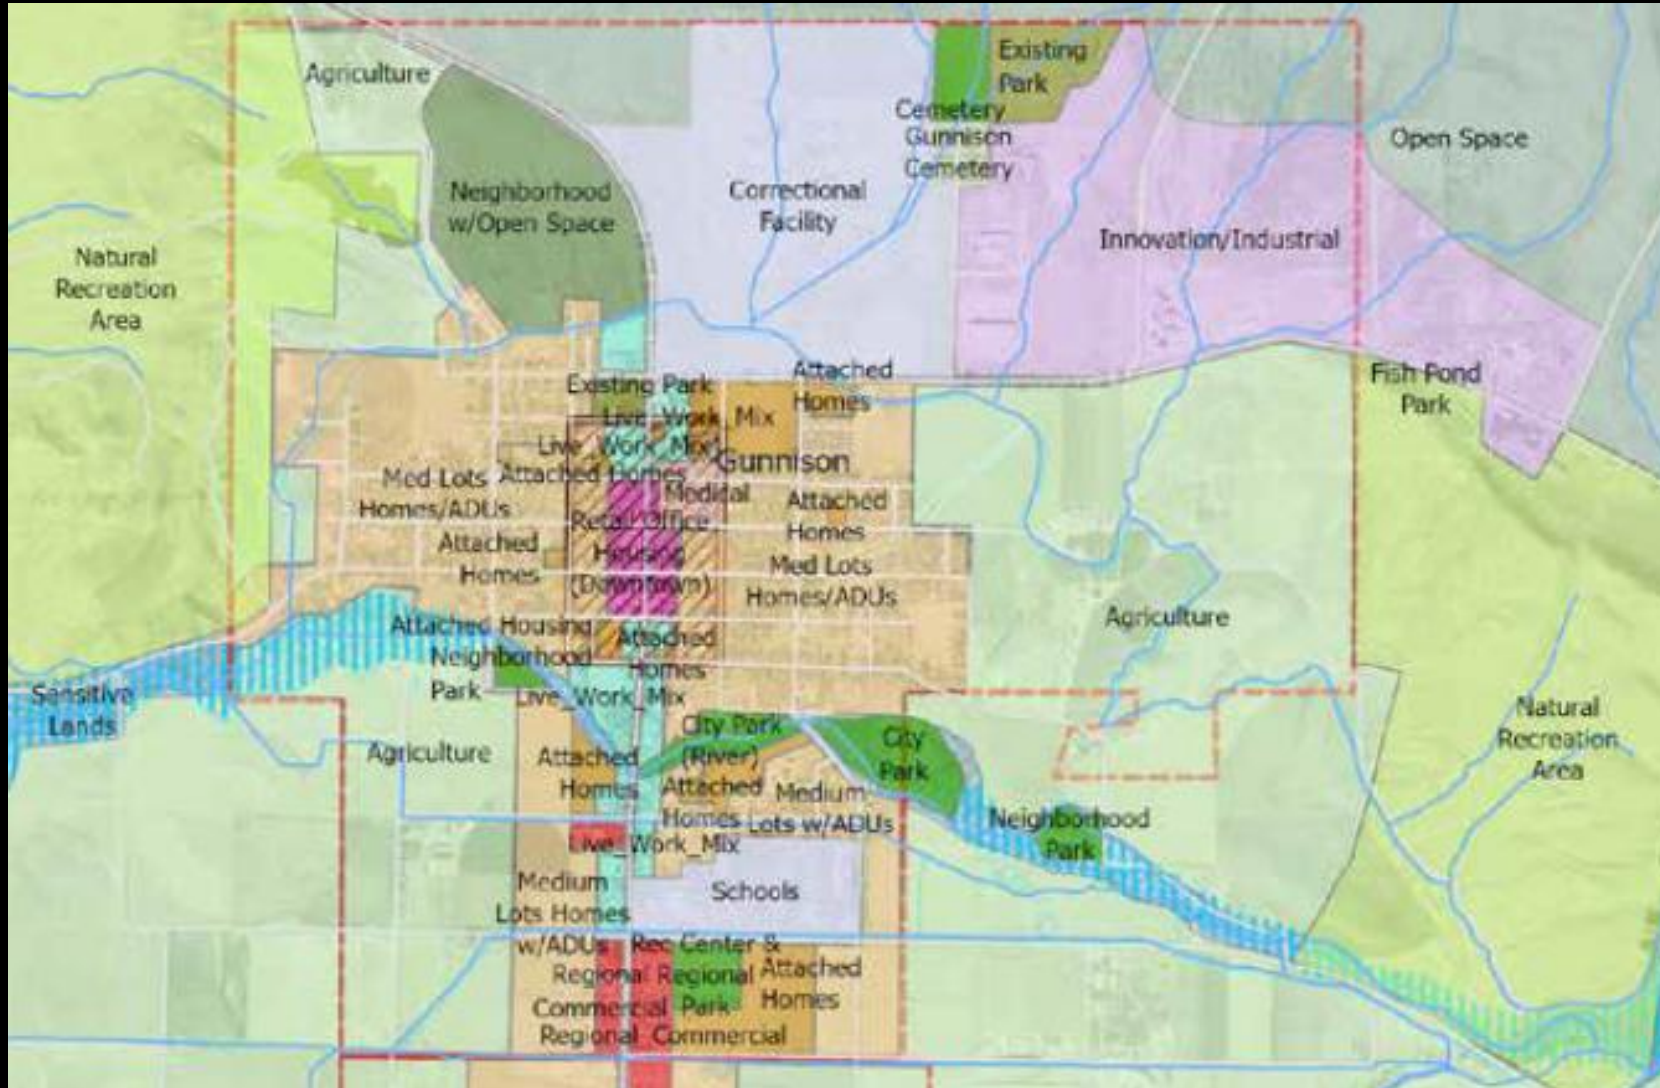 Agriculture
Existing
Park
Cemetery
Gunnison
Cemetery
Open Space
Neighborhood
w/Open Space
Correctional
Facility
Innovation/Industrial
Natural
Recreation
Area
Existing Park
Attached
Homes
Live_Work_Mix
Live_Work_Mix
Gunnison
Fish Pond
Park
Med Lots
Homes/ADUs
Attached Homes
Medical
Attached
Homes
Retail Office
Housing
(Downtown)
Attached
Homes
Med Lots
Homes/ADUs
Agriculture
Attached Housing
Attached
Homes
Neighborhood
Park
Live_Work_Mix
Sensitive
Lands
Agriculture
City Park
(River)
City
Park
Natural
Recreation
Area
Attached
Homes
Attached
Homes
Medium
Lots w/ADUs
Neighborhood
Park
Live_Work_Mix
Medium
Lots Homes
w/ADUs
Schools
Rec Center &
Regional
Park
Attached
Homes
Regional
Commercial
Regional Commercial